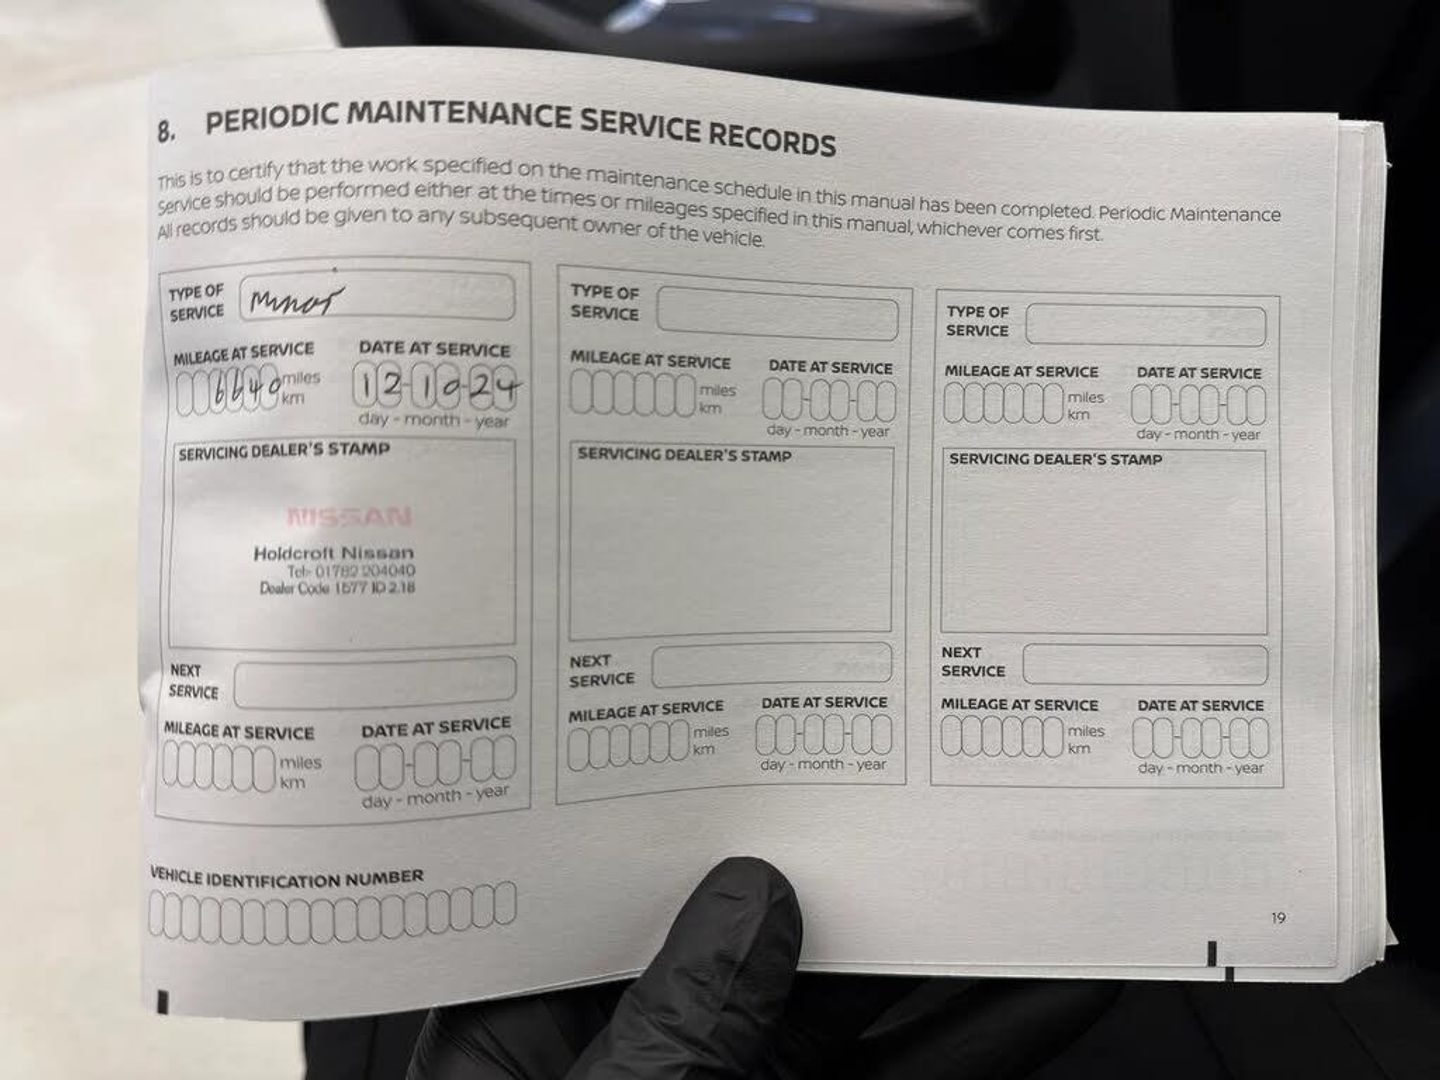 8. PERIODIC MAINTENANCE SERVICE RECORDS
This is to certify that the work specified on the maintenance schedule in this manual has been completed. Periodic Maintenance
Service should be performed either at the times or mileages specified in this manual, whichever comes first.
All records should be given to any subsequent owner of the vehicle.
TYPE OF
SERVICE
Minor
MILEAGE AT SERVICE
6640 miles
km
DATE AT SERVICE
12-10-24
day - month - year
SERVICING DEALER'S STAMP
NISSAN
Holdcroft Nissan
Tel:- 01782 204040
Dealer Code 1577 ID 2.18
NEXT
SERVICE
MILEAGE AT SERVICE
miles
km
DATE AT SERVICE
day - month - year
TYPE OF
SERVICE
MILEAGE AT SERVICE
miles
km
DATE AT SERVICE
day - month - year
SERVICING DEALER'S STAMP
NEXT
SERVICE
MILEAGE AT SERVICE
miles
km
DATE AT SERVICE
day - month - year
TYPE OF
SERVICE
MILEAGE AT SERVICE
miles
km
DATE AT SERVICE
day - month - year
SERVICING DEALER'S STAMP
NEXT
SERVICE
MILEAGE AT SERVICE
miles
km
DATE AT SERVICE
day - month - year
VEHICLE IDENTIFICATION NUMBER
19